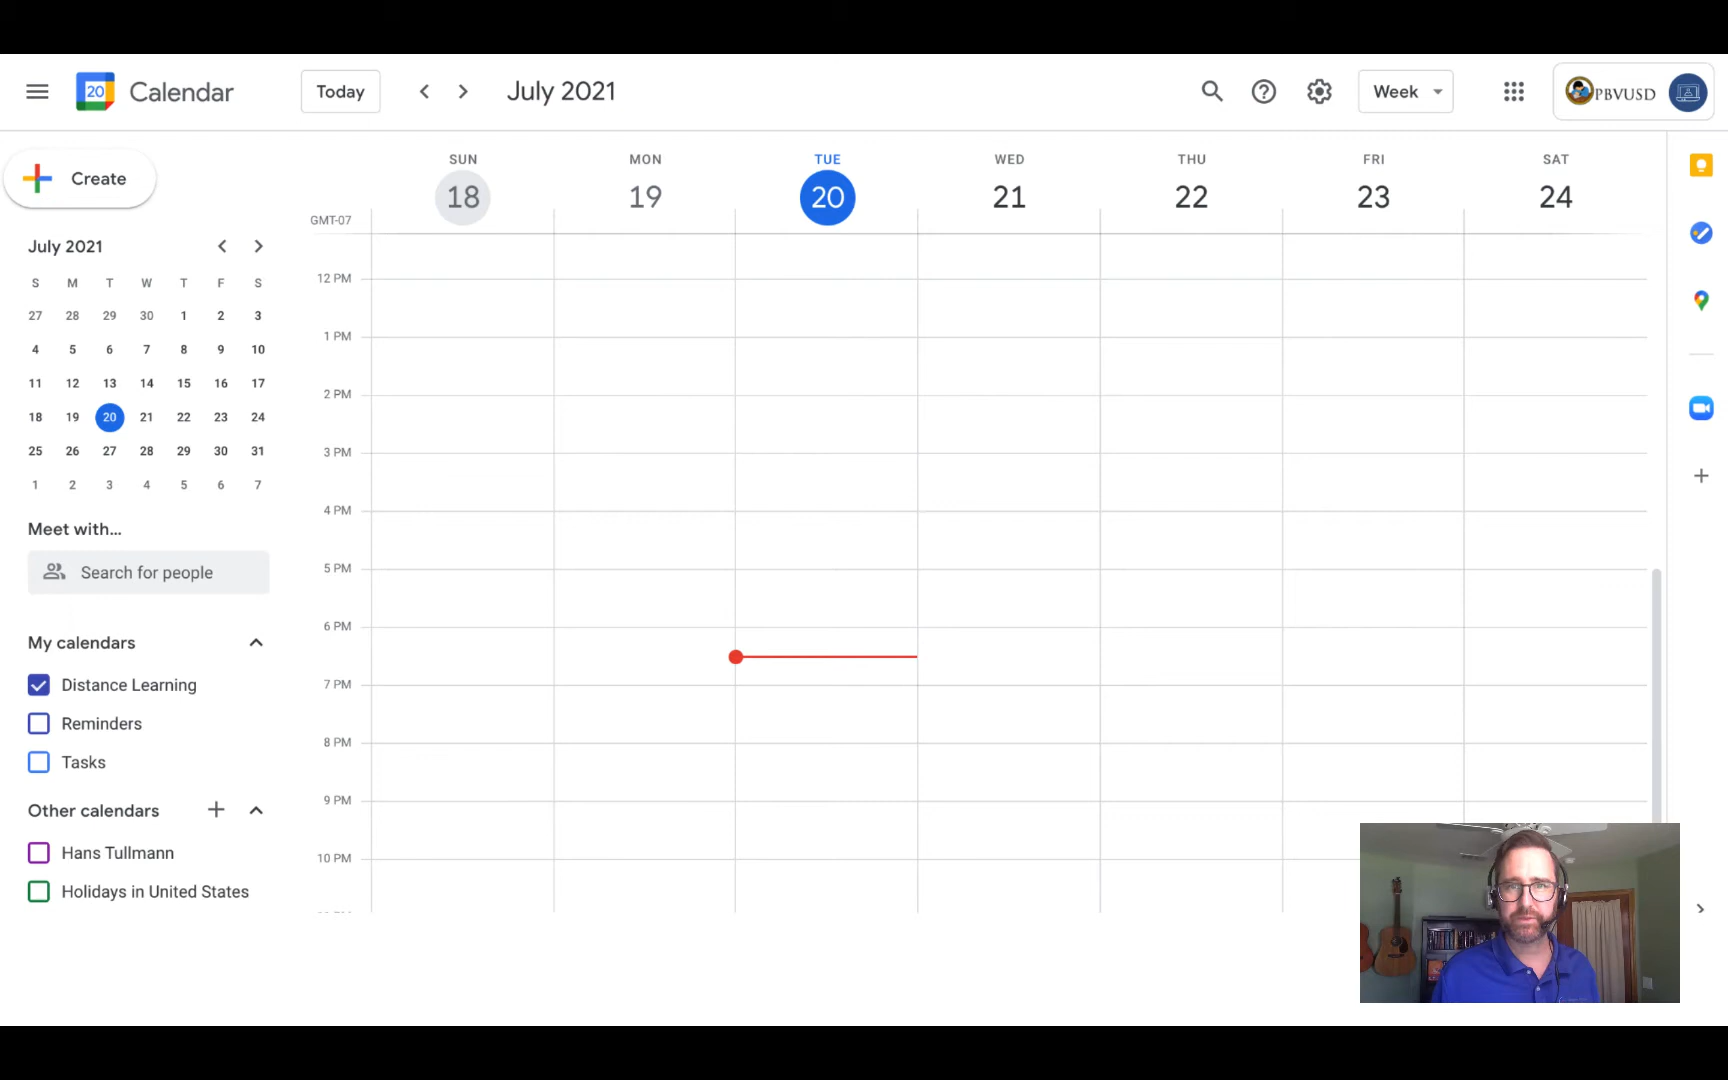 20
Calendar
Today
July 2021
Week
PBVUSD
Create
July 2021
S M T W T F S
27 28 29 30 1 2 3
4 5 6 7 8 9 10
11 12 13 14 15 16 17
18 19 20 21 22 23 24
25 26 27 28 29 30 31
1 2 3 4 5 6 7
Meet with...
Search for people
My calendars
Distance Learning
Reminders
Tasks
Other calendars
Hans Tullmann
Holidays in United States
SUN MON TUE WED THU FRI SAT
18 19 20 21 22 23 24
GMT-07
12 PM
1 PM
2 PM
3 PM
4 PM
5 PM
6 PM
7 PM
8 PM
9 PM
10 PM